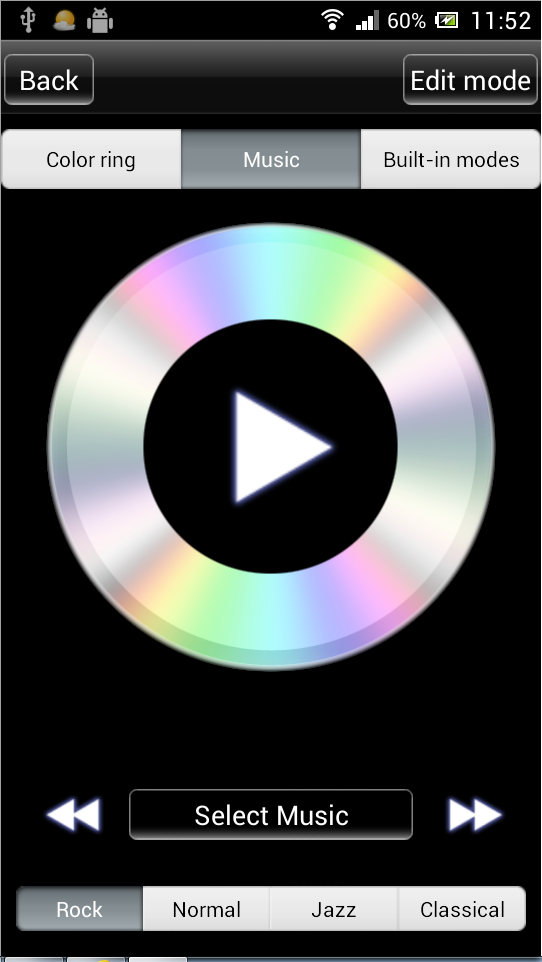 60% 11:52
Back Edit mode
Color ring Music Built-in modes
Select Music
Rock Normal Jazz Classical